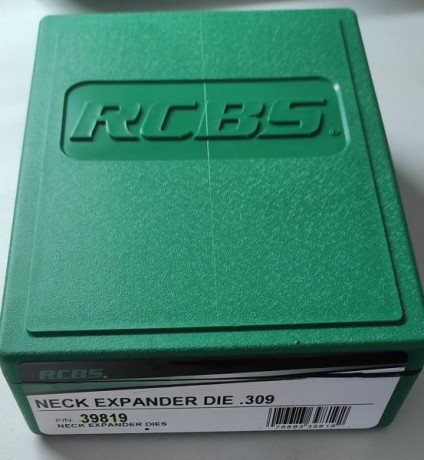 RCBS.
RCBS.
NECK EXPANDER DIE .309
P/N 39819
NECK EXPANDER DIES